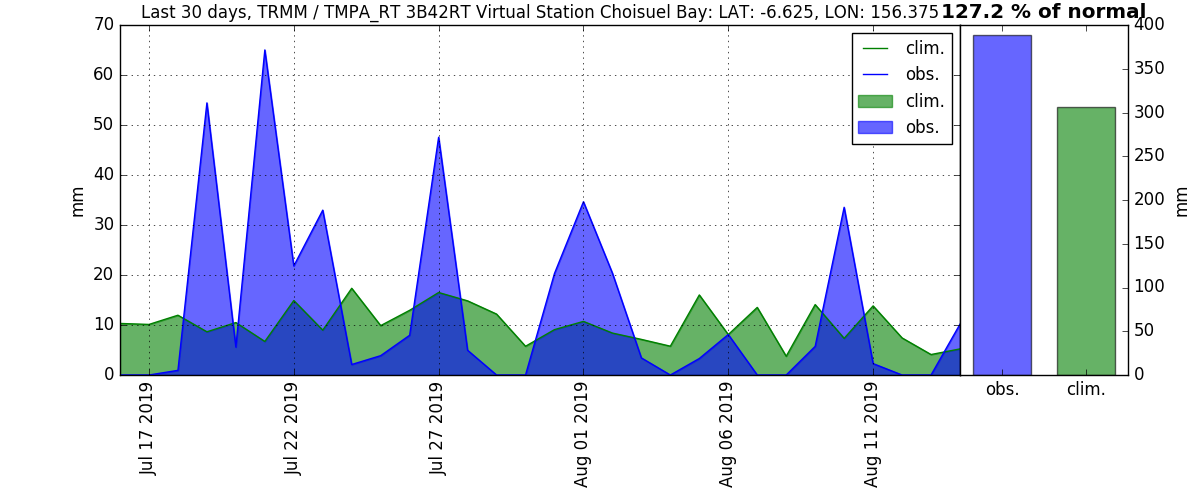 Last 30 days, TRMM / TMPA_RT 3B42RT Virtual Station Choisuel Bay: LAT: -6.625, LON: 156.375
127.2 % of normal
70
60
50
40
30
20
10
0
mm
clim.
obs.
clim.
obs.
Jul 17 2019
Jul 22 2019
Jul 27 2019
Aug 01 2019
Aug 06 2019
Aug 11 2019
400
350
300
250
200
150
100
50
0
mm
obs.
clim.